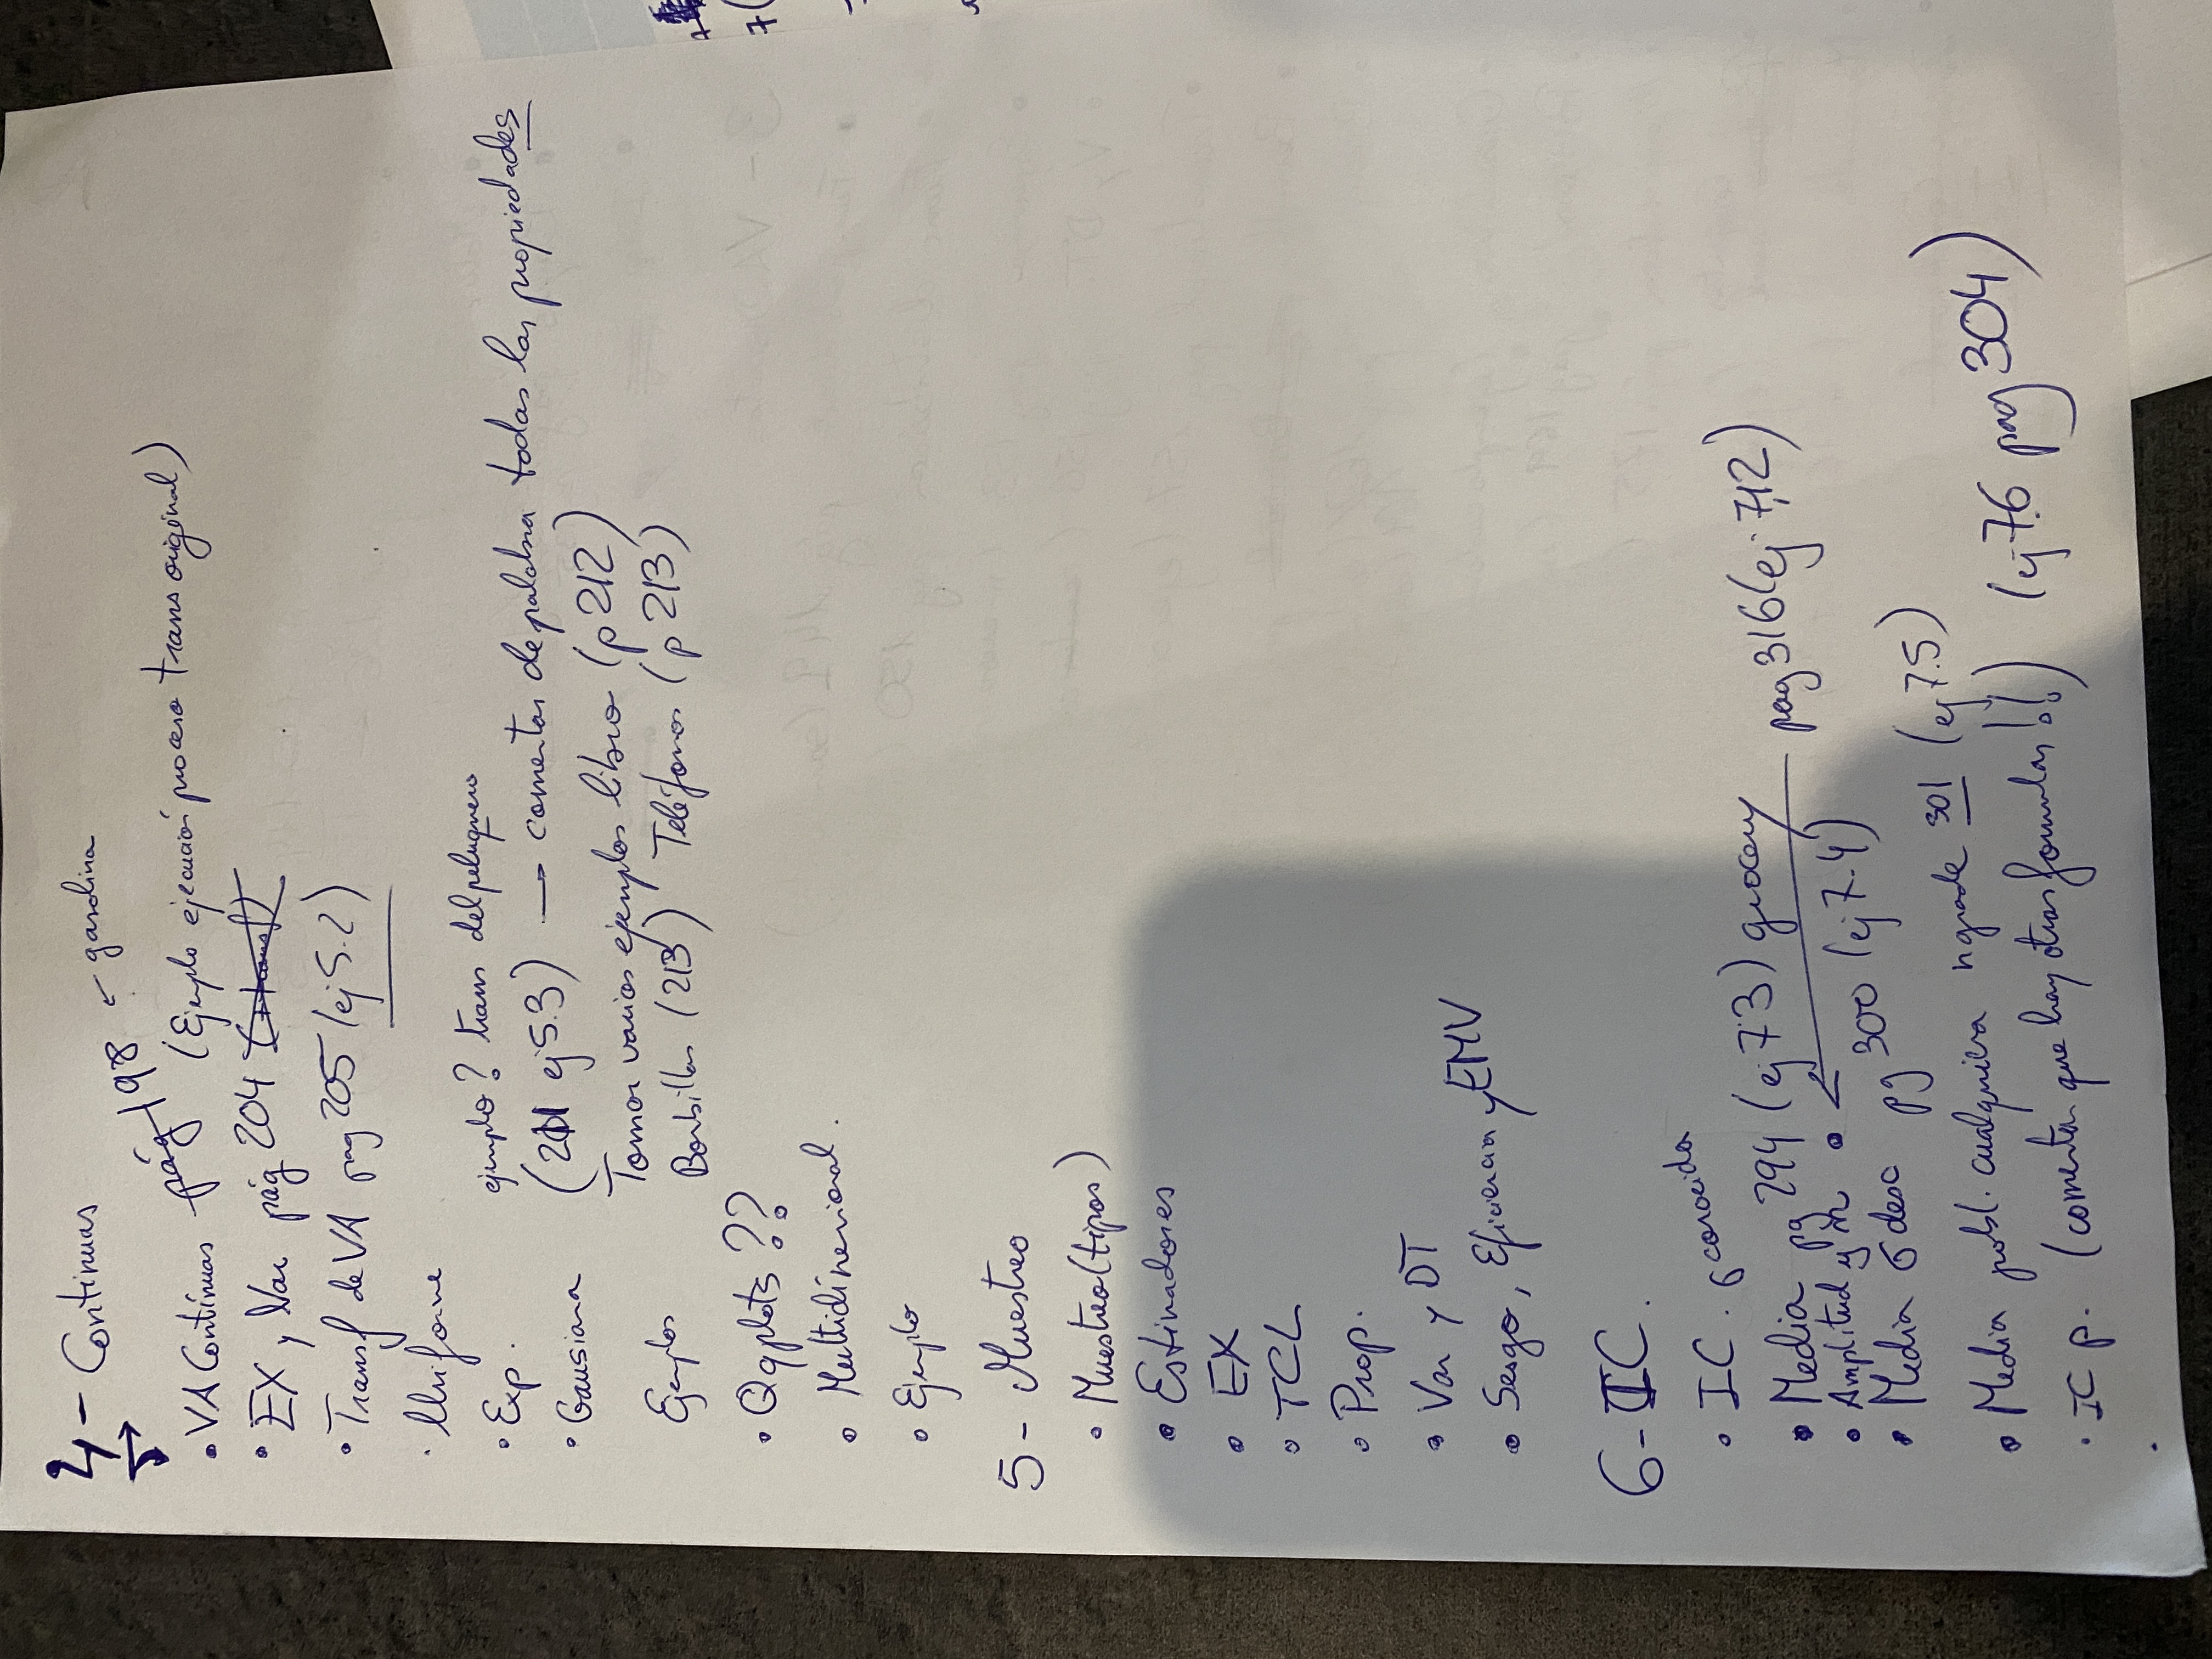 4 - Continuas
5
• VA Contínuas pág 198 ← gasolina
(Ejemplo ejecución proceso trans original)
• EX y Var pág 204 (+transf)
• Transf de VA pag 205 (ej 5.2)
• Uniforme
• Exp. ejemplo? trans del peluquero
• Gausiana (211 ej 5.3) → comentar de palabra todas las propiedades
Tomar varios ejemplos libro (p 212)
Ejemplos Bombillas (213) Teléfonos (p 213)
• Qqplots ??
• Multidimensional.
• Ejemplo
5 - Muestreo
• Muestreo (tipos)
• Estimadores
• EX
• TCL
• Prop.
• Var y DT
• Sesgo, Eficiencia y EMV
6 - IC.
• IC. σ conocida
• Media pg 294 (ej 7.3) grocery
• Amplitud y n • ← pag 316 (ej 7.12)
• Media σ desc pg 300 (ej 7.4)
• Media pobl. cualquiera n grande 301 (ej 7.5)
• IC p. (comentar que hay otras formulas!!) (ej 7.6 pag 304)